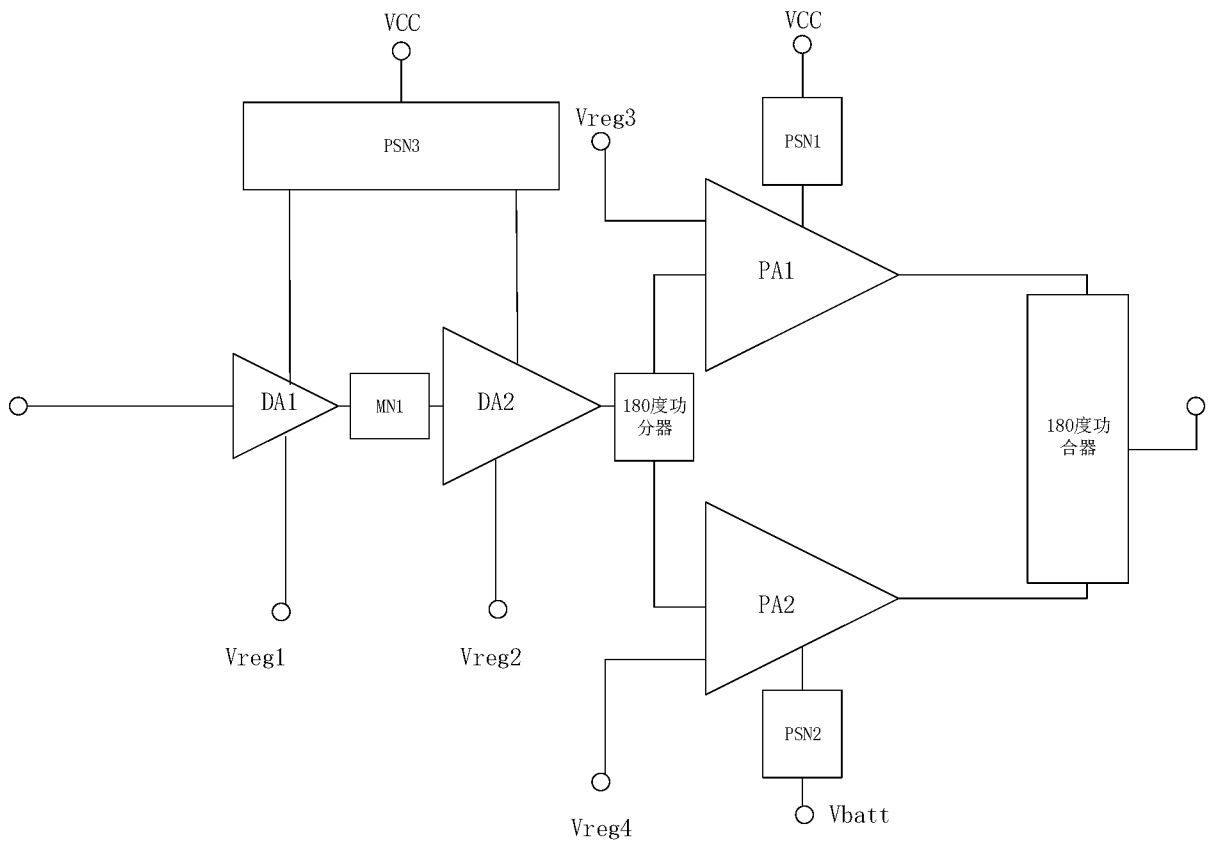 VCC
VCC
PSN3
Vreg3
PSN1
PA1
DA1
MN1
DA2
180度功
分器
180度功
合器
PA2
Vreg1
Vreg2
PSN2
Vreg4
Vbatt